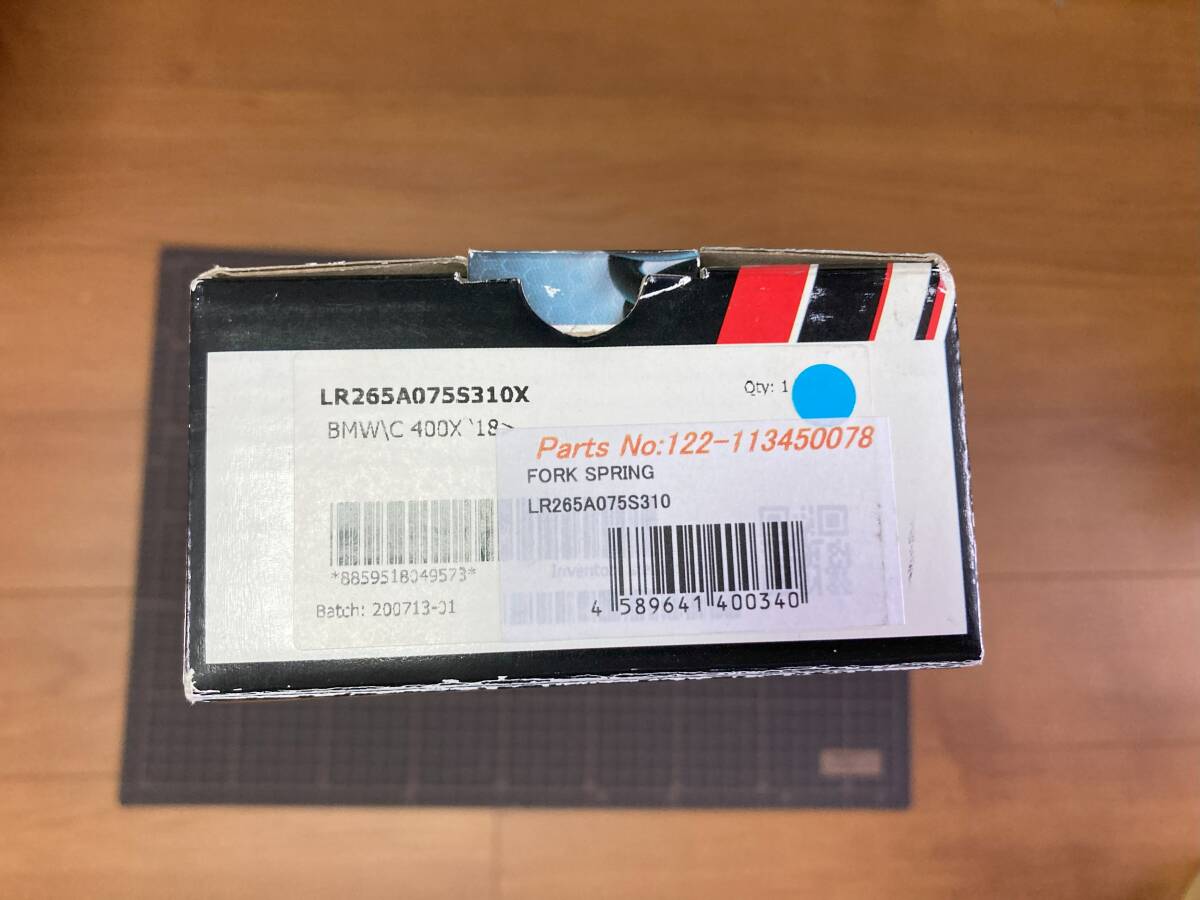 LR265A075S310X
Qty: 1
BMW\C 400X '18>
Parts No:122-113450078
FORK SPRING
LR265A075S310
*8859518049573*
4 589641 400340
Batch: 200713-01